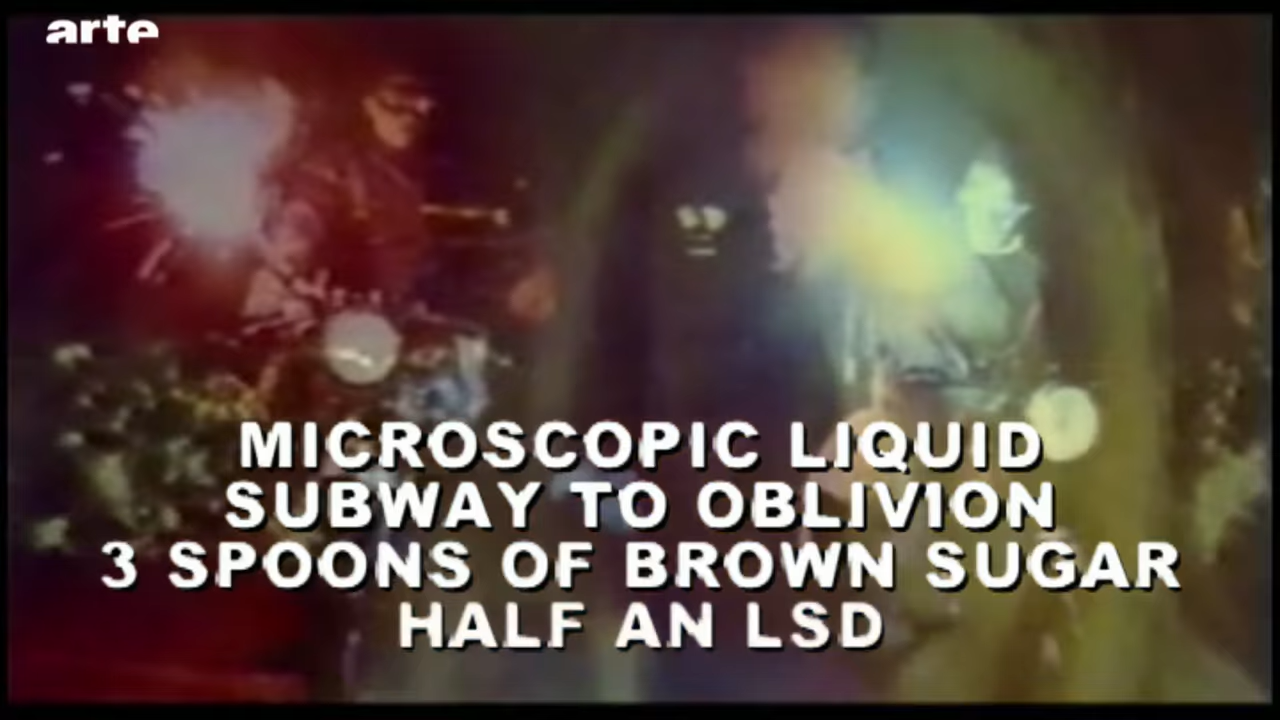 arte
MICROSCOPIC LIQUID
SUBWAY TO OBLIVION
3 SPOONS OF BROWN SUGAR
HALF AN LSD